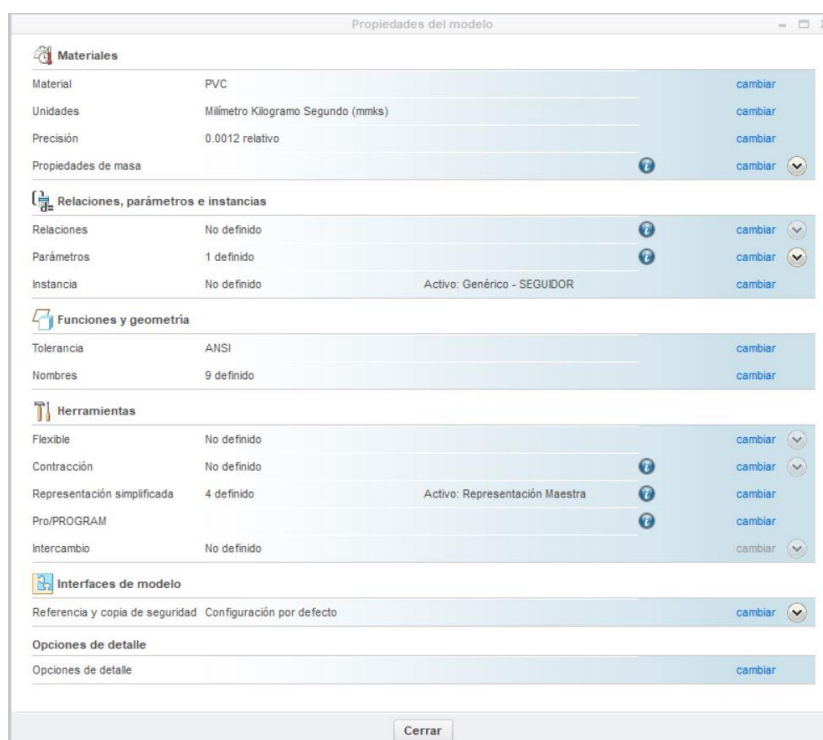 Propiedades del modelo
Materiales
Material PVC cambiar
Unidades Milímetro Kilogramo Segundo (mmks) cambiar
Precisión 0.0012 relativo cambiar
Propiedades de masa cambiar
Relaciones, parámetros e instancias
Relaciones No definido cambiar
Parámetros 1 definido cambiar
Instancia No definido Activo: Genérico - SEGUIDOR cambiar
Funciones y geometría
Tolerancia ANSI cambiar
Nombres 9 definido cambiar
Herramientas
Flexible No definido cambiar
Contracción No definido cambiar
Representación simplificada 4 definido Activo: Representación Maestra cambiar
Pro/PROGRAM cambiar
Intercambio No definido cambiar
Interfaces de modelo
Referencia y copia de seguridad Configuración por defecto cambiar
Opciones de detalle
Opciones de detalle cambiar
Cerrar